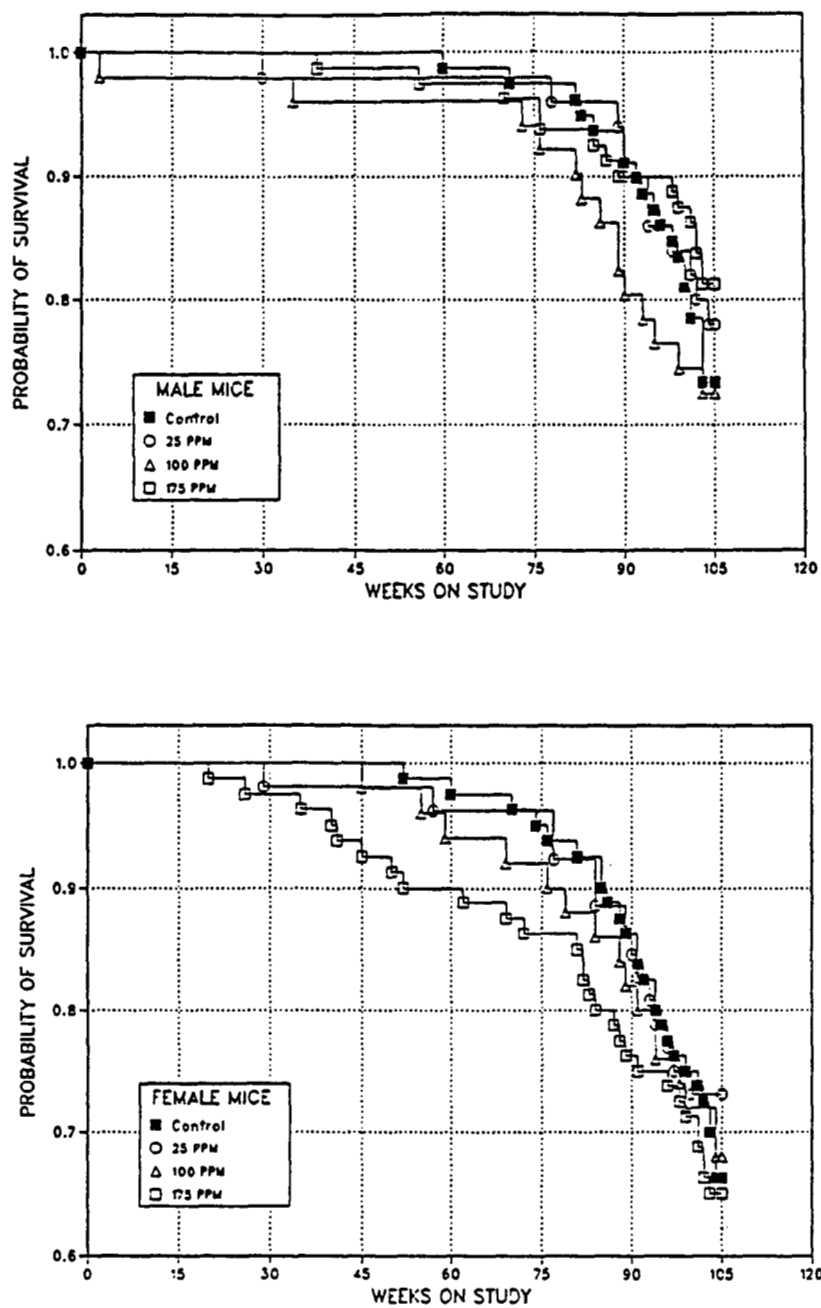 1.0
0.9
0.8
0.7
0.6
PROBABILITY OF SURVIVAL
MALE MICE
Control
25 PPM
100 PPM
175 PPM
0 15 30 45 60 75 90 105 120
WEEKS ON STUDY
1.0
0.9
0.8
0.7
0.6
PROBABILITY OF SURVIVAL
FEMALE MICE
Control
25 PPM
100 PPM
175 PPM
0 15 30 45 60 75 90 105 120
WEEKS ON STUDY